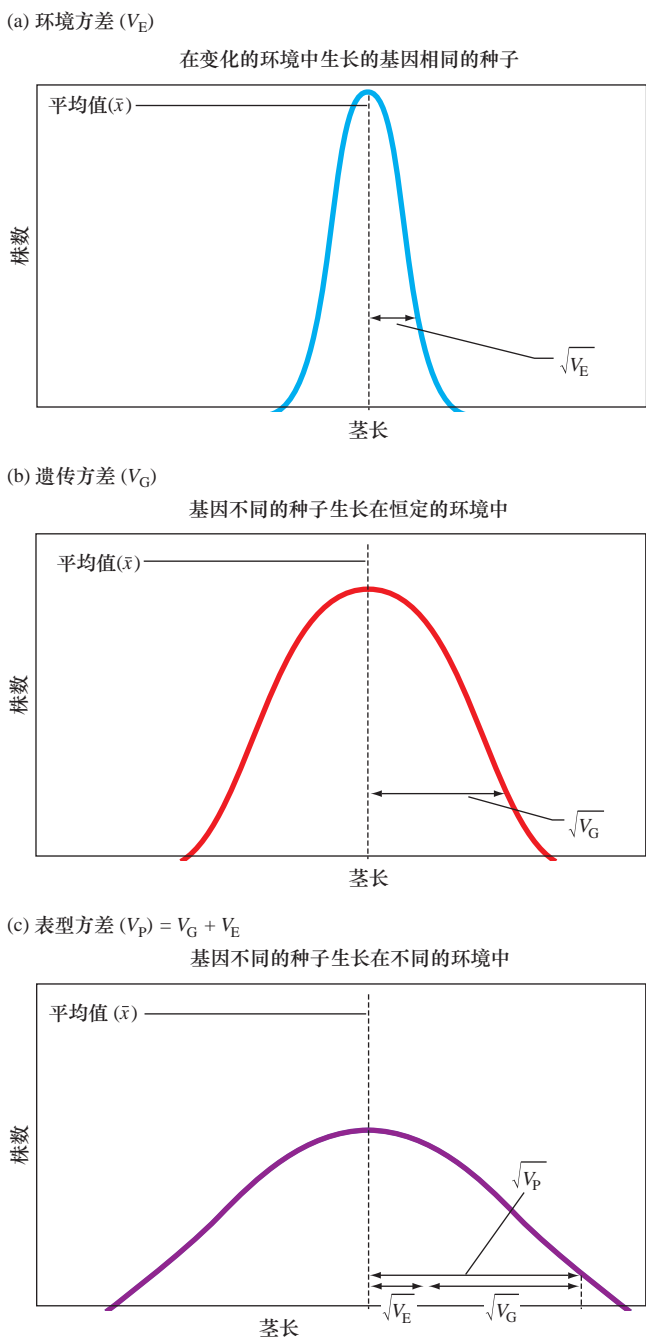 (a) 环境方差 (V_E)
在变化的环境中生长的基因相同的种子
平均值(x̄)
株数
√V_E
茎长
(b) 遗传方差 (V_G)
基因不同的种子生长在恒定的环境中
平均值(x̄)
株数
√V_G
茎长
(c) 表型方差 (V_P) = V_G + V_E
基因不同的种子生长在不同的环境中
平均值 (x̄)
株数
√V_P
√V_E √V_G
茎长